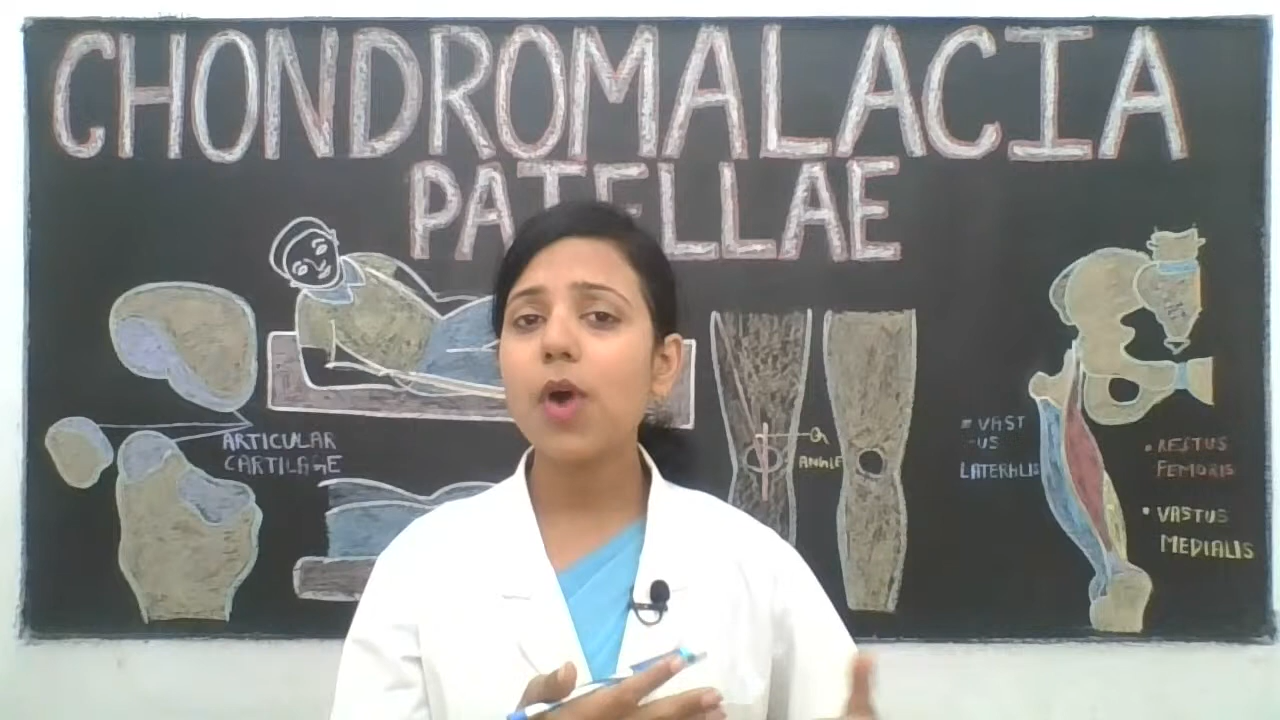 CHONDROMALACIA
PATELLAE
ARTICULAR
CARTILAGE
Q
ANGLE
VAST
-US
LATERALIS
• RECTUS
FEMORIS
• VASTUS
MEDIALIS